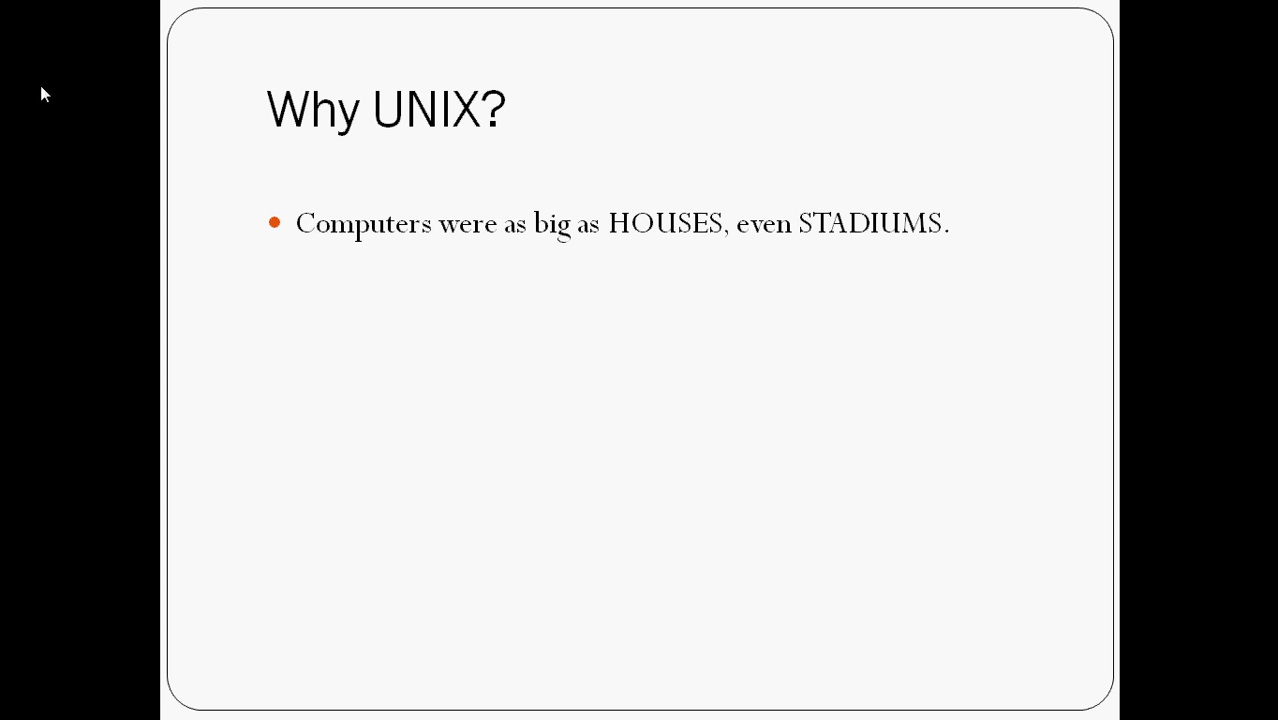 Why UNIX?
Computers were as big as HOUSES, even STADIUMS.